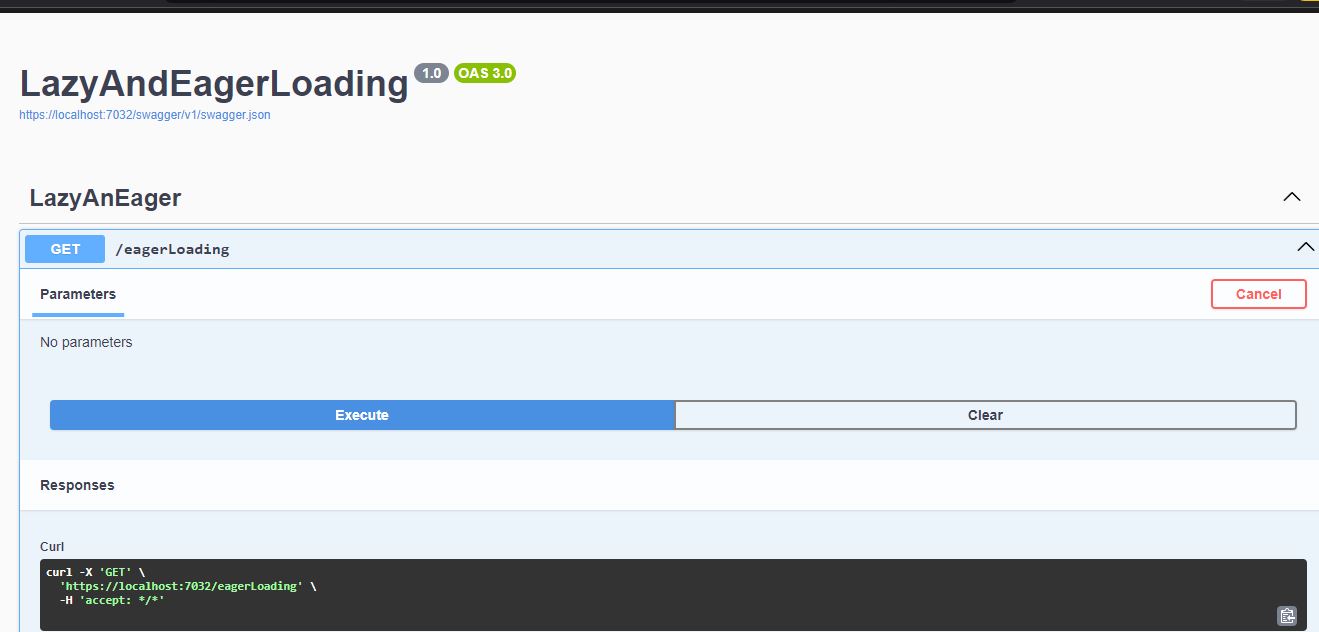 LazyAndEagerLoading 1.0 OAS 3.0
https://localhost:7032/swagger/v1/swagger.json
LazyAnEager
GET /eagerLoading
Parameters Cancel
No parameters
Execute Clear
Responses
Curl
curl -X 'GET' \
'https://localhost:7032/eagerLoading' \
-H 'accept: */*'